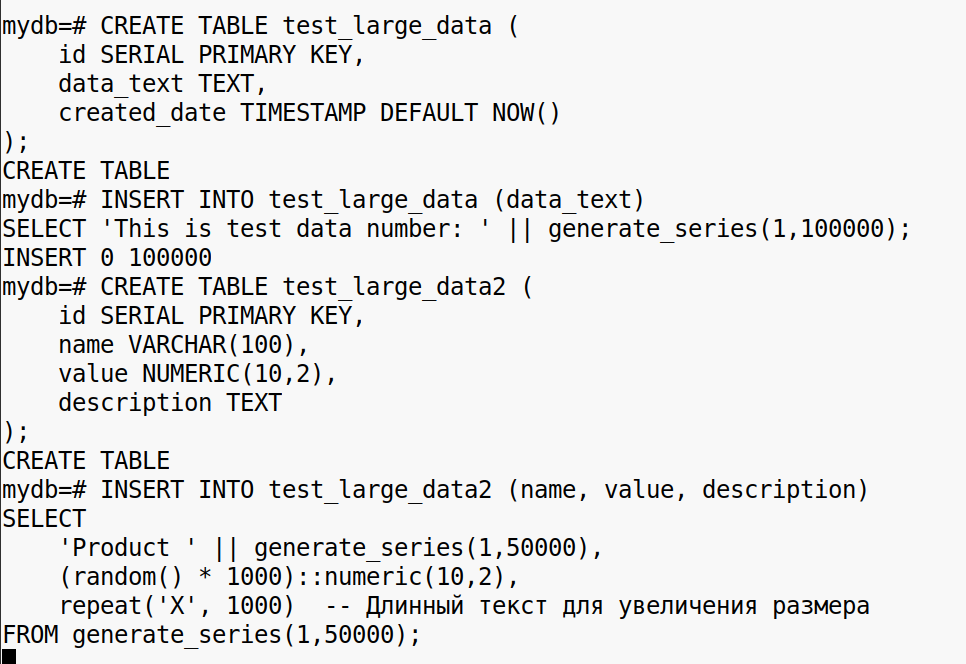 mydb=# CREATE TABLE test_large_data (
    id SERIAL PRIMARY KEY,
    data_text TEXT,
    created_date TIMESTAMP DEFAULT NOW()
);
CREATE TABLE
mydb=# INSERT INTO test_large_data (data_text)
SELECT 'This is test data number: ' || generate_series(1,100000);
INSERT 0 100000
mydb=# CREATE TABLE test_large_data2 (
    id SERIAL PRIMARY KEY,
    name VARCHAR(100),
    value NUMERIC(10,2),
    description TEXT
);
CREATE TABLE
mydb=# INSERT INTO test_large_data2 (name, value, description)
SELECT
    'Product ' || generate_series(1,50000),
    (random() * 1000)::numeric(10,2),
    repeat('X', 1000)  -- Длинный текст для увеличения размера
FROM generate_series(1,50000);